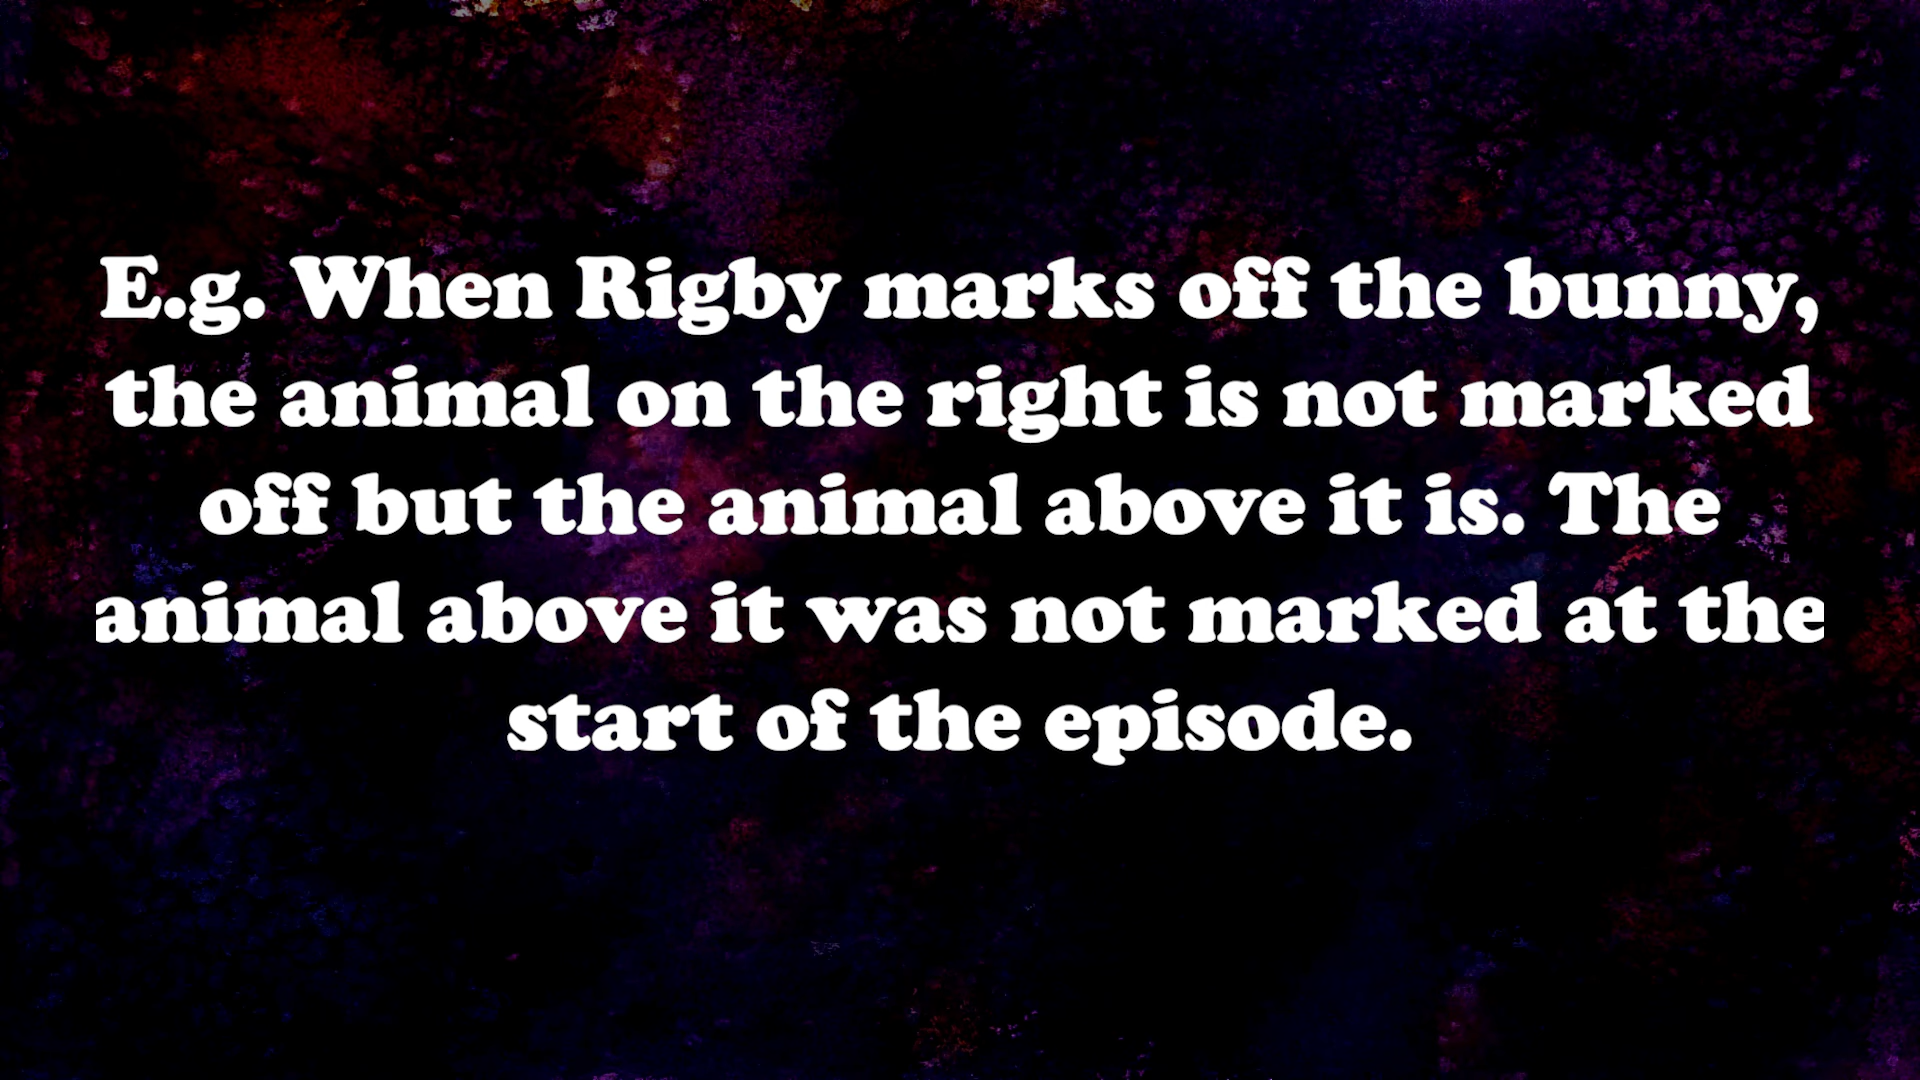 E.g. When Rigby marks off the bunny,
the animal on the right is not marked
off but the animal above it is. The
animal above it was not marked at the
start of the episode.